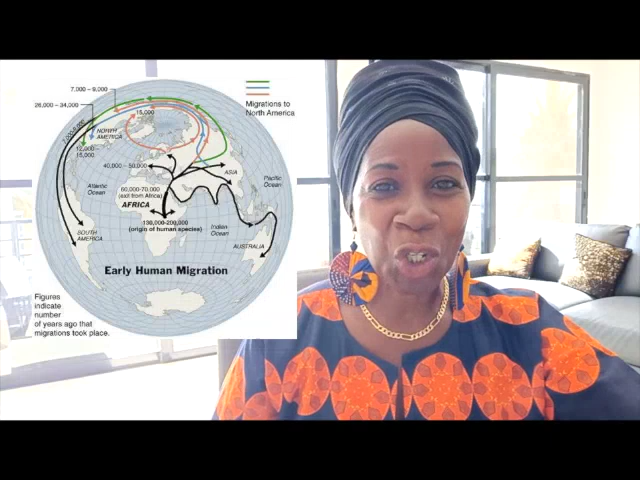 7,000 – 9,000
26,000 – 34,000
15,000
Migrations to
North America
NORTH
AMERICA
12,000 –
15,000
40,000 – 50,000
ASIA
Pacific
Ocean
Atlantic
Ocean
60,000-70,000
(exit from Africa)
AFRICA
130,000-200,000
(origin of human species)
Indian
Ocean
SOUTH
AMERICA
AUSTRALIA
Early Human Migration
Figures
indicate
number
of years ago that
migrations took place.